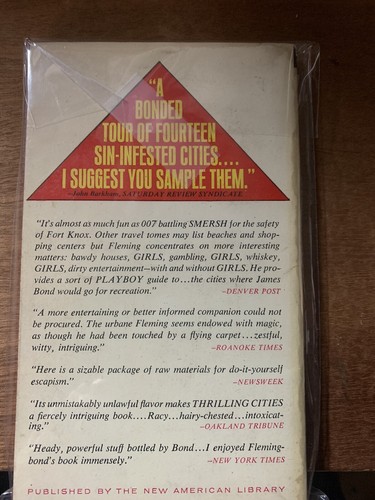 "A
BONDED
TOUR OF FOURTEEN
SIN-INFESTED CITIES....
I SUGGEST YOU SAMPLE THEM."
—John Barkham, SATURDAY REVIEW SYNDICATE
"It's almost as much fun as 007 battling SMERSH for the safety
of Fort Knox. Other travel tomes may list beaches and shop-
ping centers but Fleming concentrates on more interesting
matters: bawdy houses, GIRLS, gambling, GIRLS, whiskey,
GIRLS, dirty entertainment—with and without GIRLS. He pro-
vides a sort of PLAYBOY guide to...the cities where James
Bond would go for recreation." —DENVER POST
"A more entertaining or better informed companion could not
be procured. The urbane Fleming seems endowed with magic,
as though he had been touched by a flying carpet...zestful,
witty, intriguing." —ROANOKE TIMES
"Here is a sizable package of raw materials for do-it-yourself
escapism." —NEWSWEEK
"Its unmistakably unlawful flavor makes THRILLING CITIES
a fiercely intriguing book....Racy...hairy-chested...intoxicat-
ing." —OAKLAND TRIBUNE
"Heady, powerful stuff bottled by Bond...I enjoyed Fleming-
bond's book immensely." —NEW YORK TIMES
PUBLISHED BY THE NEW AMERICAN LIBRARY